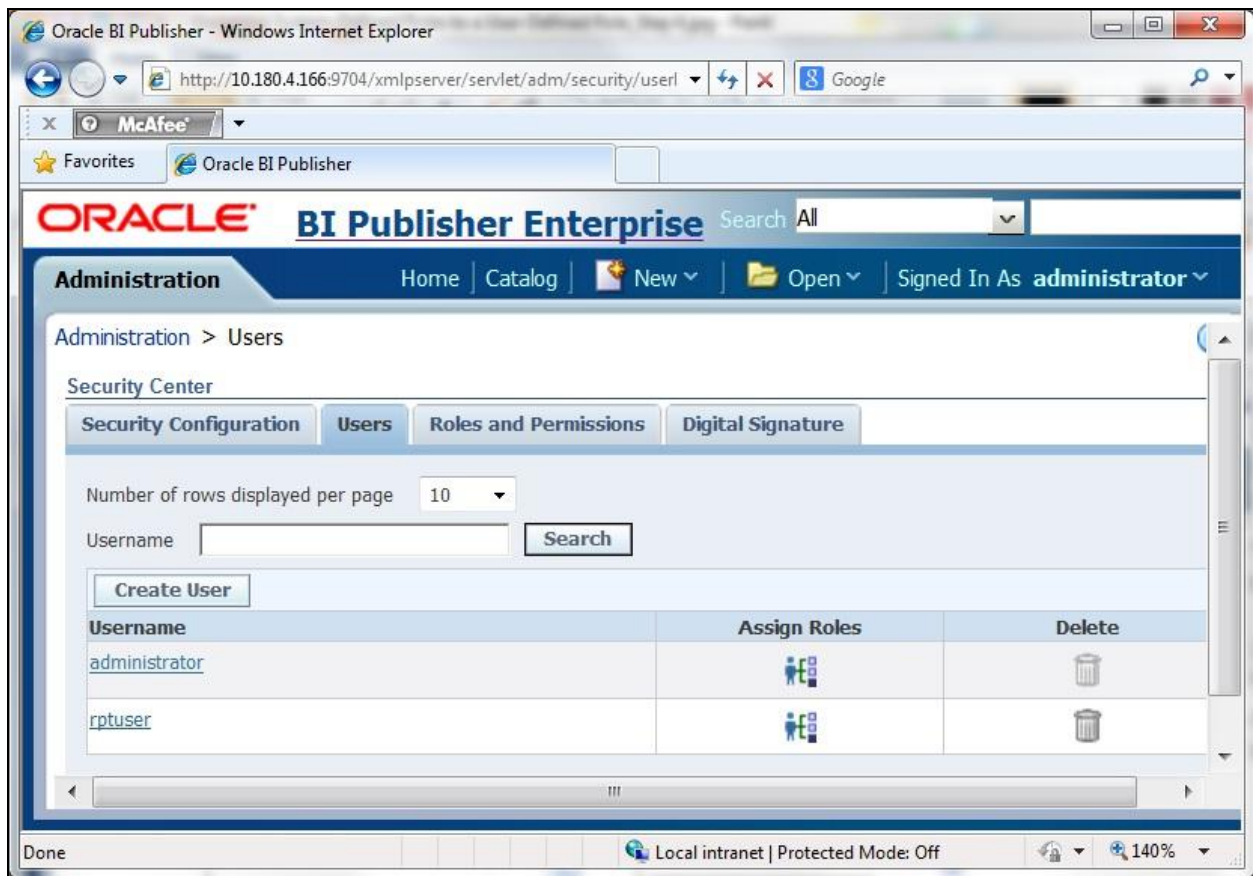 Oracle BI Publisher - Windows Internet Explorer
http://10.180.4.166:9704/xmlpserver/servlet/adm/security/userl
Google
x McAfee
Favorites Oracle BI Publisher
ORACLE BI Publisher Enterprise Search All
Administration Home Catalog New Open Signed In As administrator
Administration > Users
Security Center
Security Configuration Users Roles and Permissions Digital Signature
Number of rows displayed per page 10
Username Search
Create User
Username Assign Roles Delete
administrator
rptuser
Done Local intranet | Protected Mode: Off 140%